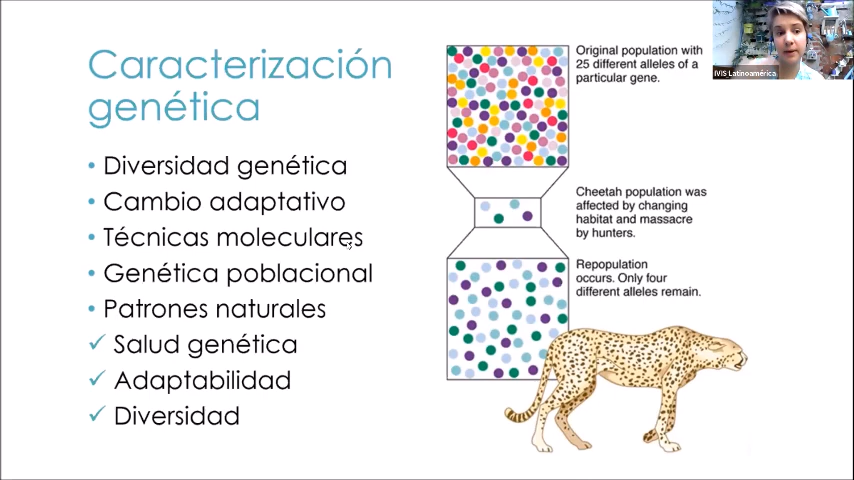 Caracterización
genética
• Diversidad genética
• Cambio adaptativo
• Técnicas moleculares
• Genética poblacional
• Patrones naturales
✓ Salud genética
✓ Adaptabilidad
✓ Diversidad
Original population with
25 different alleles of a
particular gene.
Cheetah population was
affected by changing
habitat and massacre
by hunters.
Repopulation
occurs. Only four
different alleles remain.
IVIS Latinoamérica